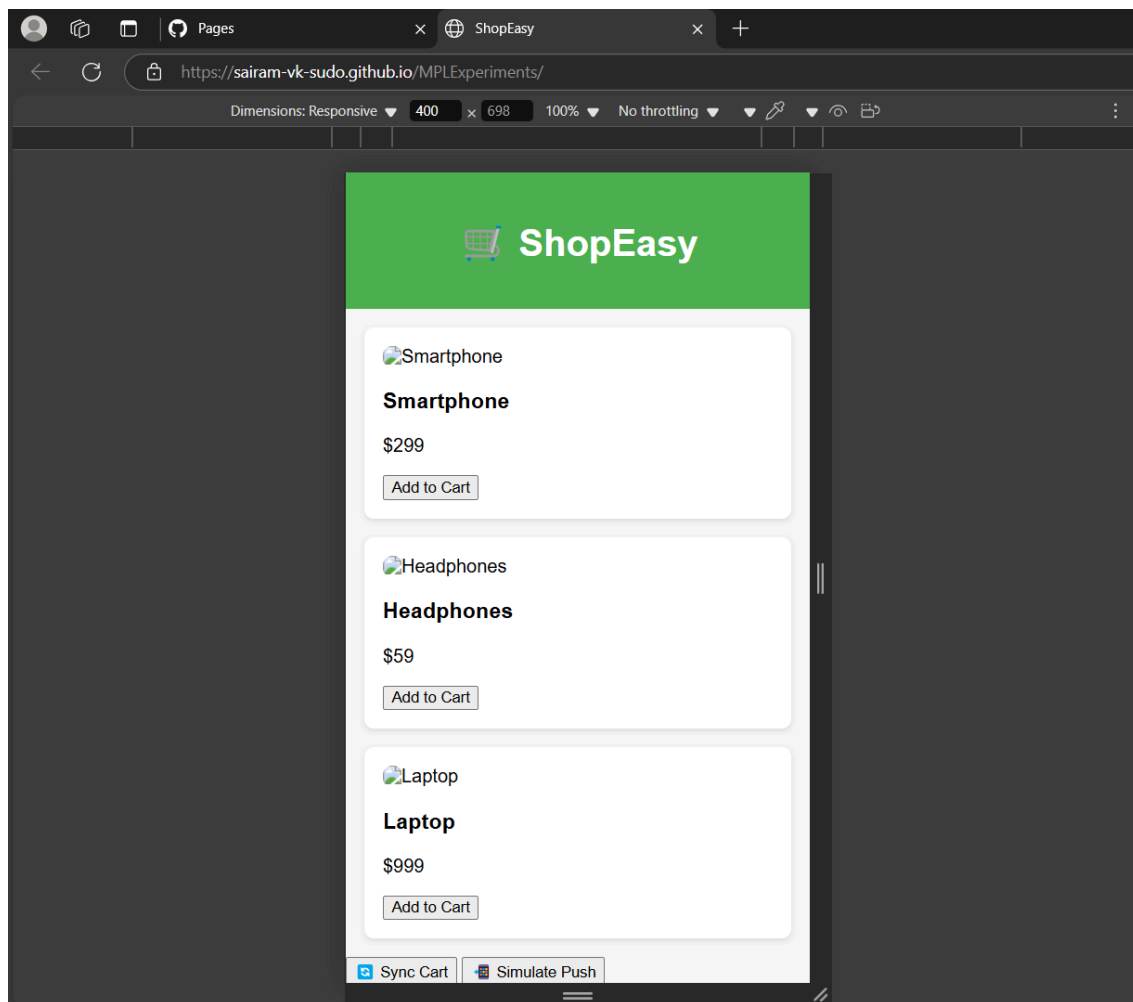 Pages
ShopEasy
https://sairam-vk-sudo.github.io/MPLExperiments/
Dimensions: Responsive 400 × 698 100% No throttling
🛒 ShopEasy
Smartphone
Smartphone
$299
Add to Cart
Headphones
Headphones
$59
Add to Cart
Laptop
Laptop
$999
Add to Cart
Sync Cart
Simulate Push